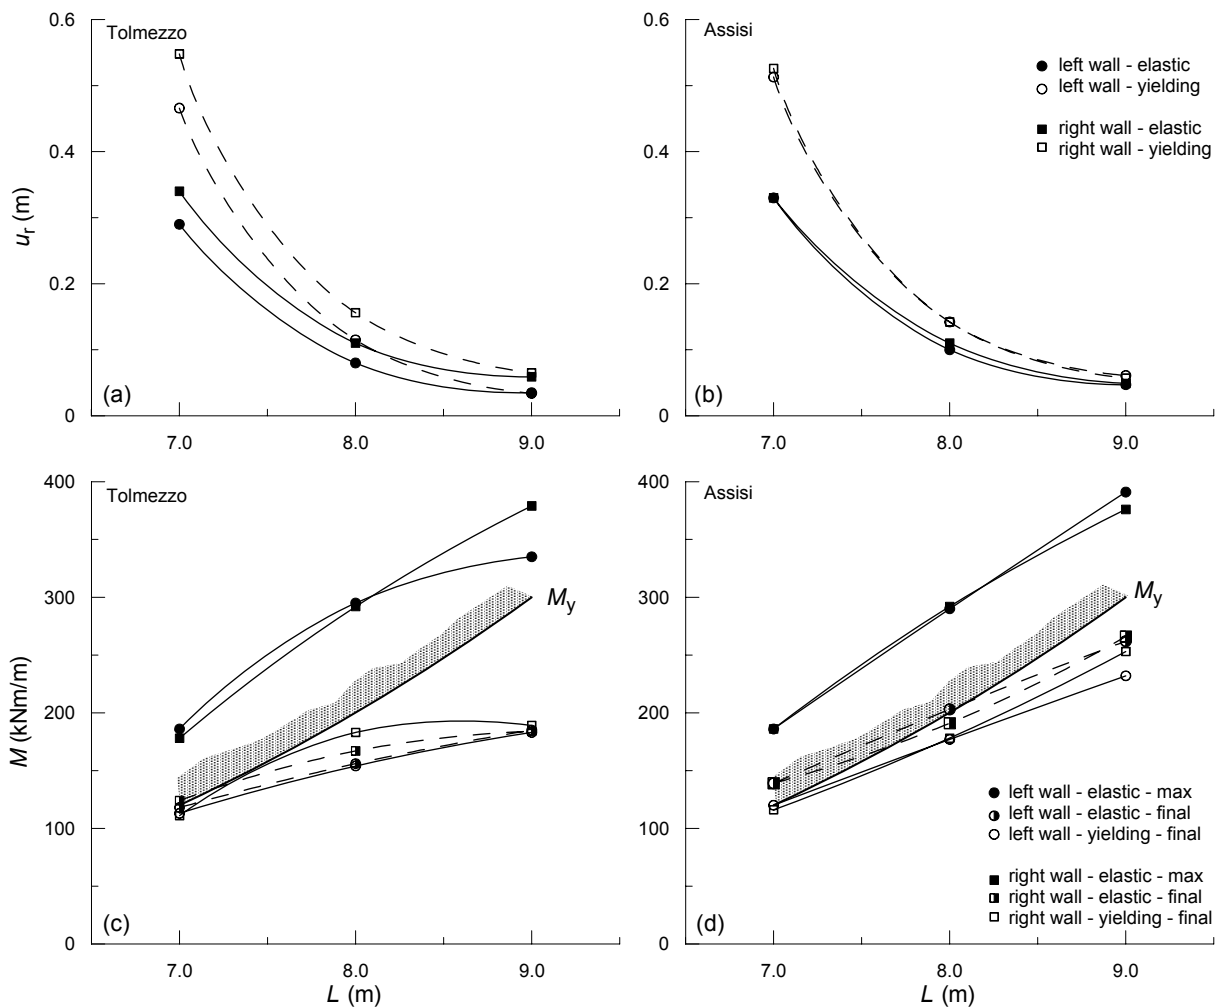 0.6
Tolmezzo
0.4
0.2
0
u_r (m)
(a)
7.0 8.0 9.0
0.6
Assisi
left wall - elastic
left wall - yielding
right wall - elastic
right wall - yielding
0.4
0.2
0
(b)
7.0 8.0 9.0
400
Tolmezzo
300
M_y
200
100
0
M (kNm/m)
(c)
7.0 8.0 9.0
L (m)
400
Assisi
300
M_y
200
100
0
left wall - elastic - max
left wall - elastic - final
left wall - yielding - final
right wall - elastic - max
right wall - elastic - final
right wall - yielding - final
(d)
7.0 8.0 9.0
L (m)